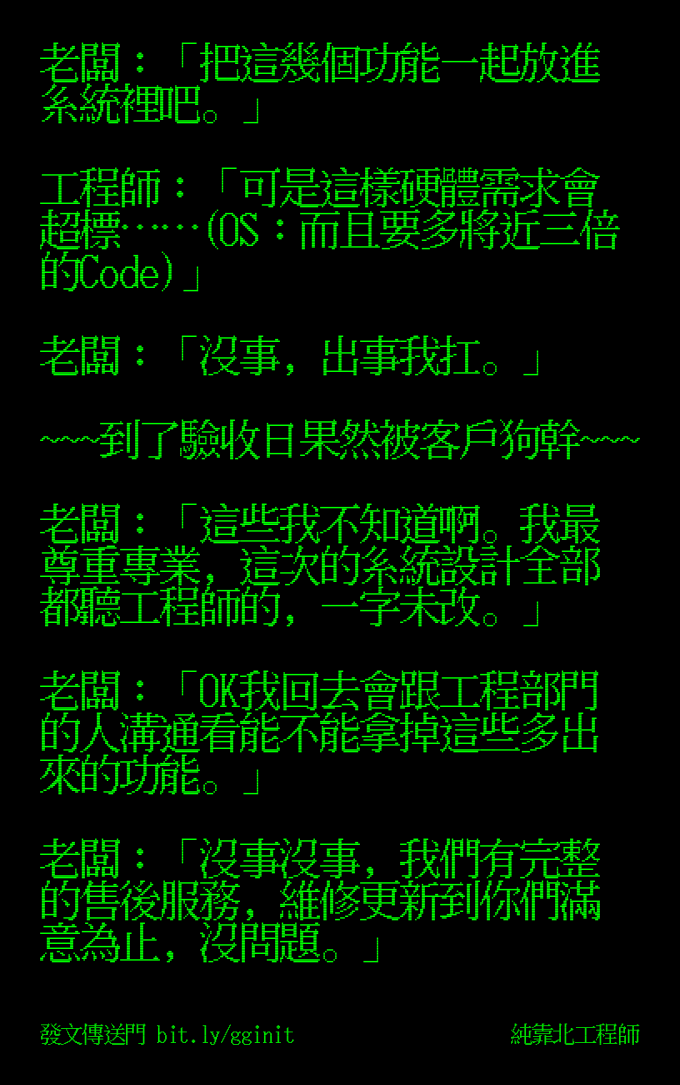 老闆：「把這幾個功能一起放進
系統裡吧。」
工程師：「可是這樣硬體需求會
超標……(OS：而且要多將近三倍
的Code)」
老闆：「沒事，出事我扛。」
~~~到了驗收日果然被客戶狗幹~~~
老闆：「這些我不知道啊。我最
尊重專業，這次的系統設計全部
都聽工程師的，一字未改。」
老闆：「OK我回去會跟工程部門
的人溝通看能不能拿掉這些多出
來的功能。」
老闆：「沒事沒事，我們有完整
的售後服務，維修更新到你們滿
意為止，沒問題。」
發文傳送門 bit.ly/gginit
純靠北工程師